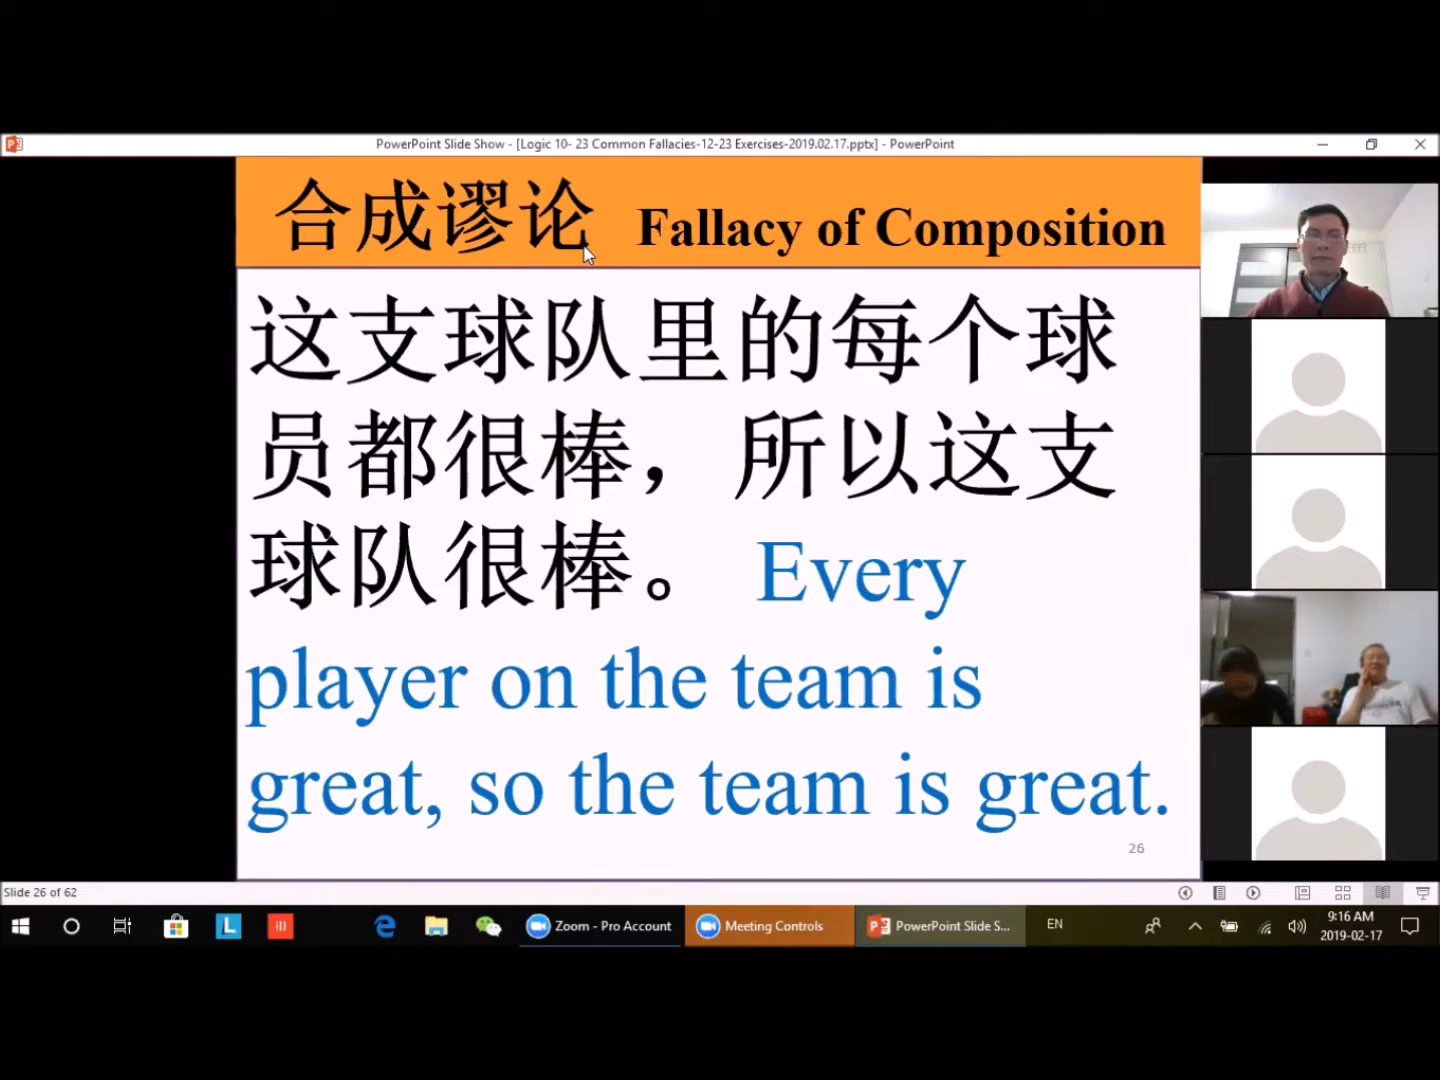 PowerPoint Slide Show - [Logic 10- 23 Common Fallacies-12-23 Exercises-2019.02.17.pptx] - PowerPoint
合成谬论 Fallacy of Composition
这支球队里的每个球
员都很棒，所以这支
球队很棒。 Every
player on the team is
great, so the team is great.
26
Slide 26 of 62
Zoom - Pro Account
Meeting Controls
PowerPoint Slide S...
EN
9:16 AM
2019-02-17